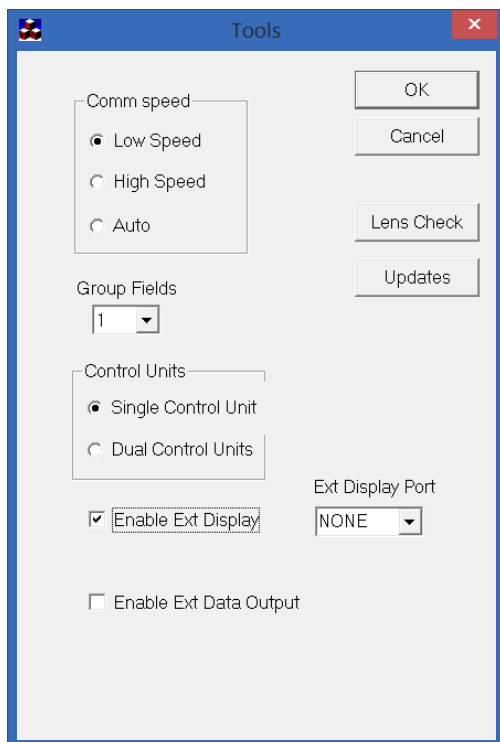 Tools
Comm speed
Low Speed
High Speed
Auto
OK
Cancel
Lens Check
Updates
Group Fields
1
Control Units
Single Control Unit
Dual Control Units
Enable Ext Display
Ext Display Port
NONE
Enable Ext Data Output